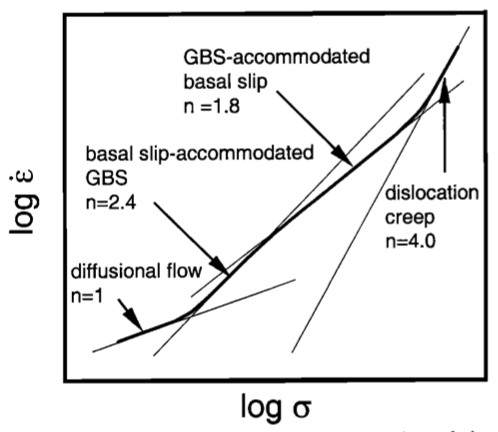 GBS-accommodated
basal slip
n =1.8
basal slip-accommodated
GBS
n=2.4
diffusional flow
n=1
dislocation
creep
n=4.0
log ε̇
log σ